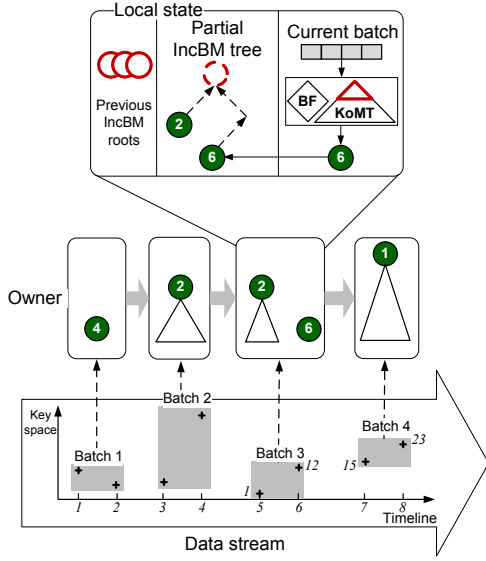 Local state
Partial
IncBM tree
Current batch
Previous
IncBM
roots
BF
KoMT
2
6
6
Owner
4
2
2
6
1
Key
space
Batch 1
Batch 2
Batch 3
Batch 4
12
1
15
23
1
2
3
4
5
6
7
8
Timeline
Data stream